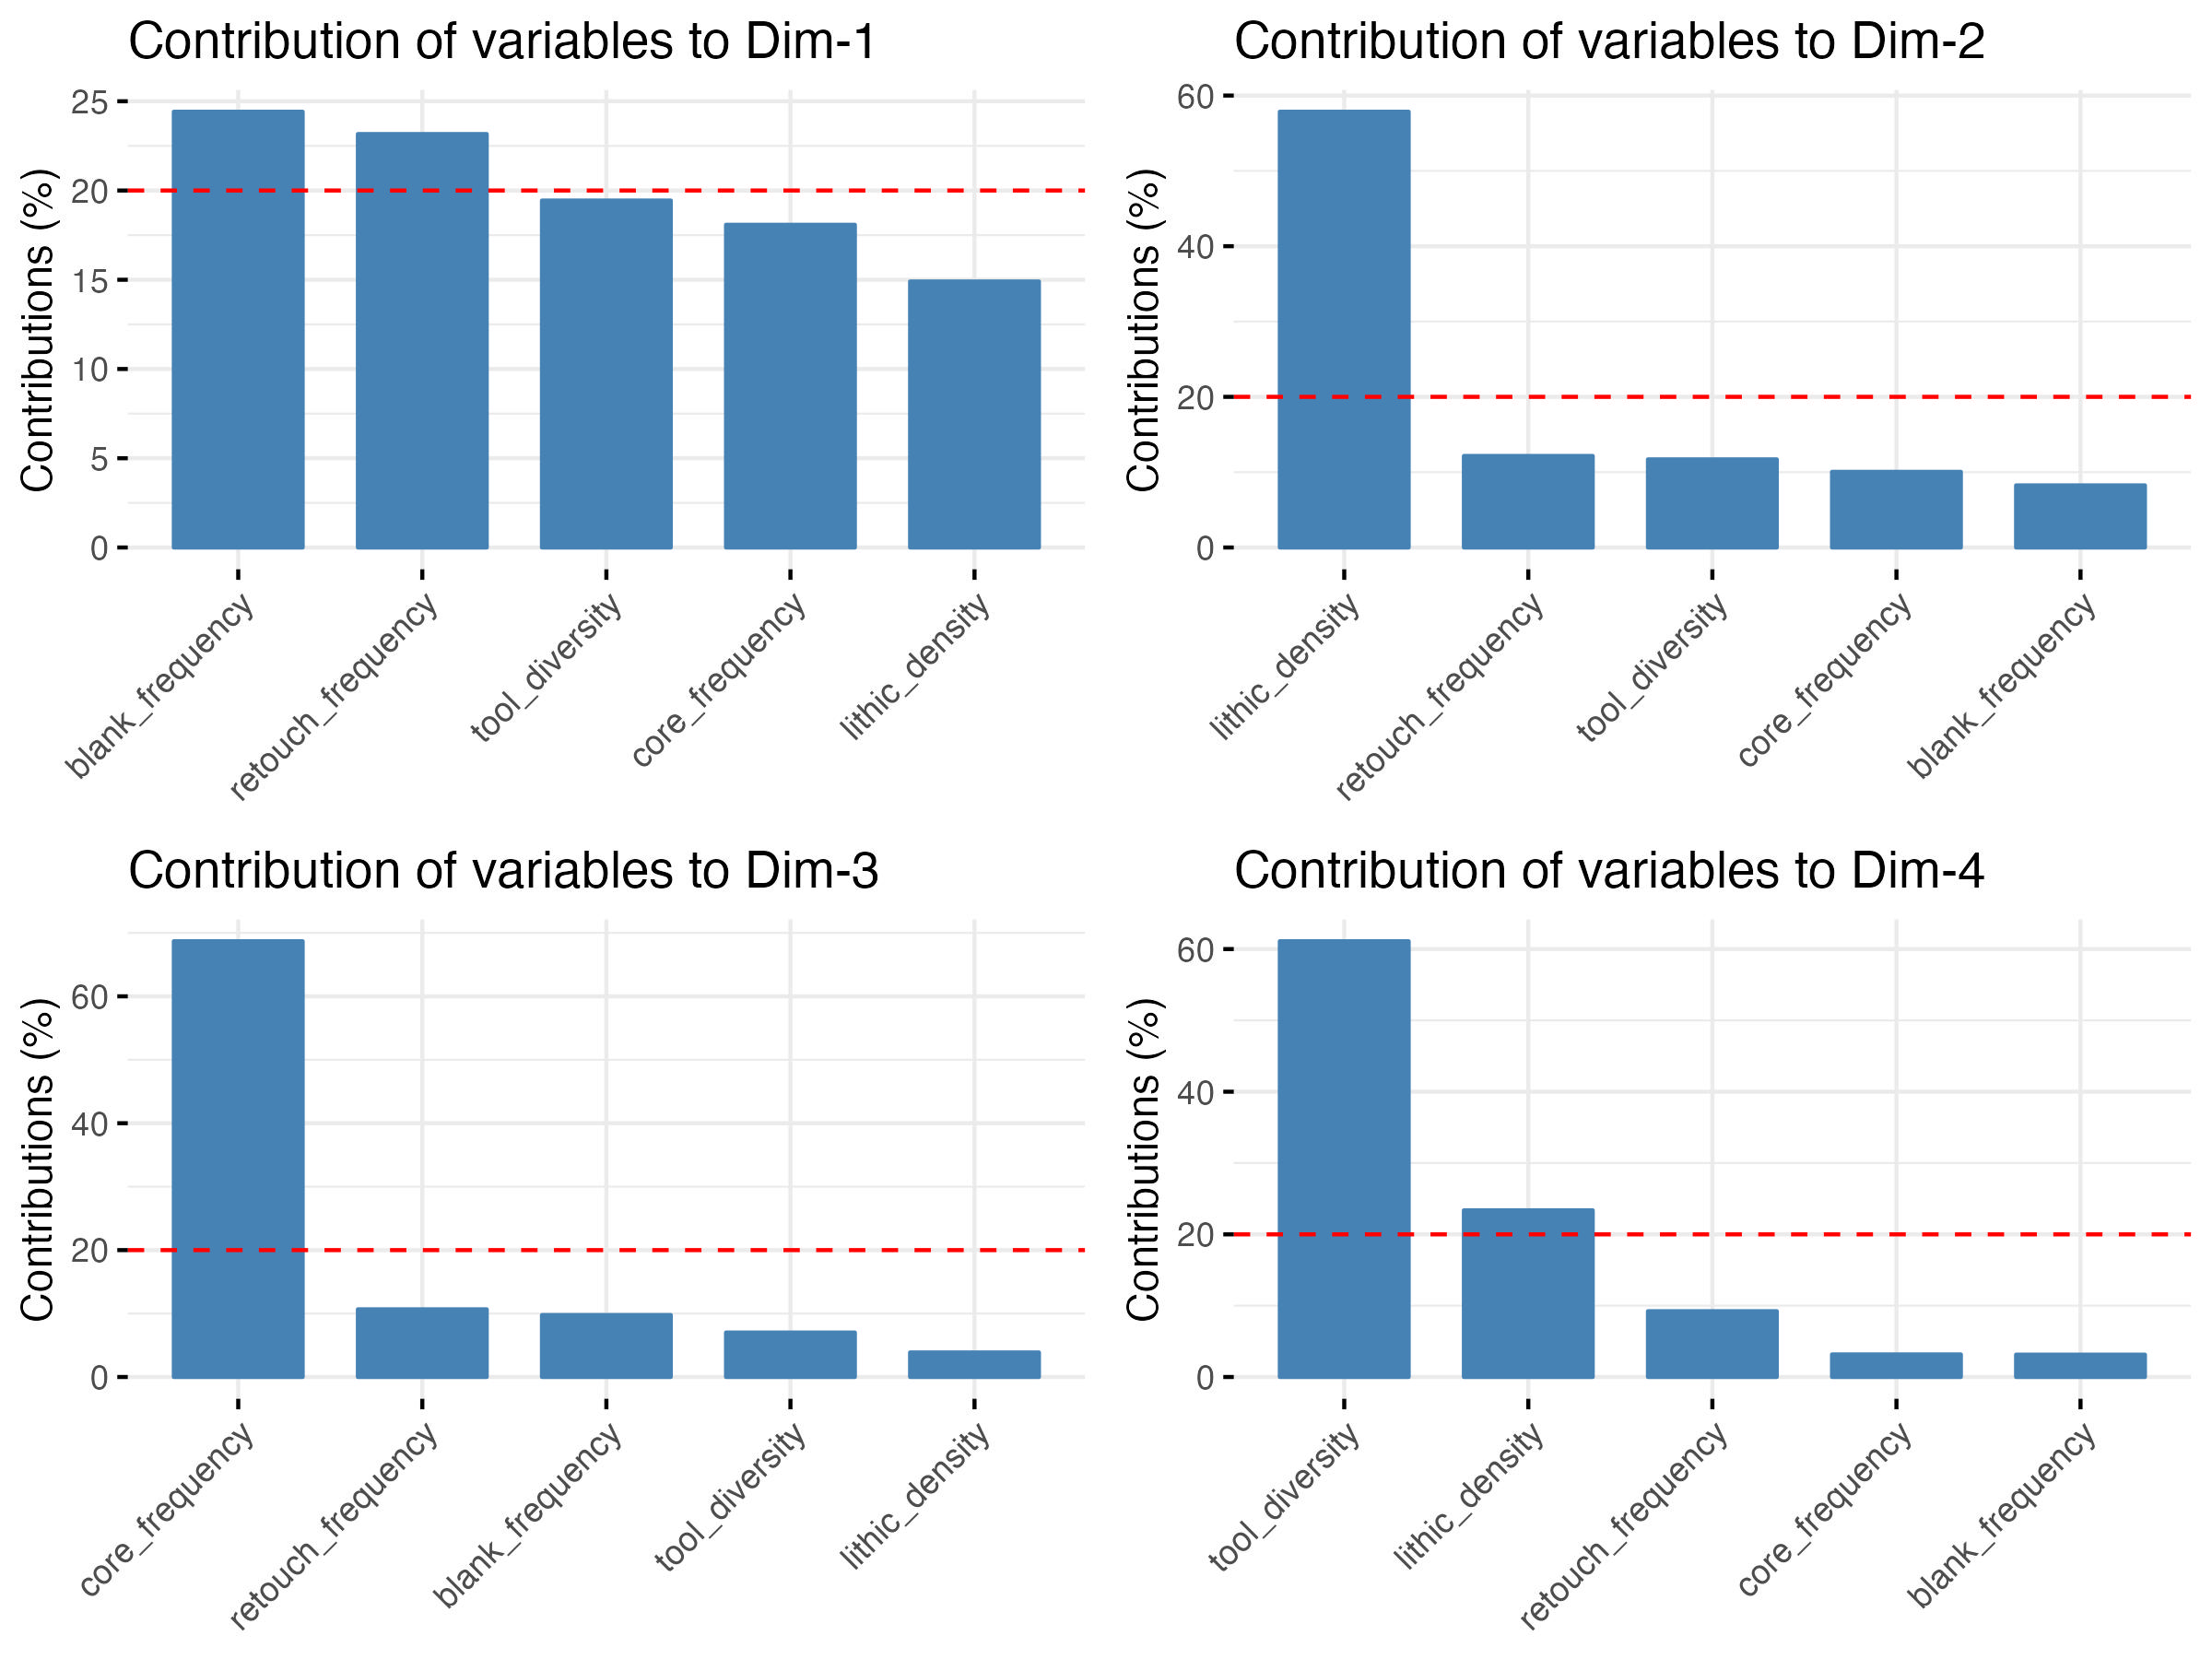 Contribution of variables to Dim-1
Contributions (%)
25
20
15
10
5
0
blank_frequency
retouch_frequency
tool_diversity
core_frequency
lithic_density
Contribution of variables to Dim-2
Contributions (%)
60
40
20
0
lithic_density
retouch_frequency
tool_diversity
core_frequency
blank_frequency
Contribution of variables to Dim-3
Contributions (%)
60
40
20
0
core_frequency
retouch_frequency
blank_frequency
tool_diversity
lithic_density
Contribution of variables to Dim-4
Contributions (%)
60
40
20
0
tool_diversity
lithic_density
retouch_frequency
core_frequency
blank_frequency